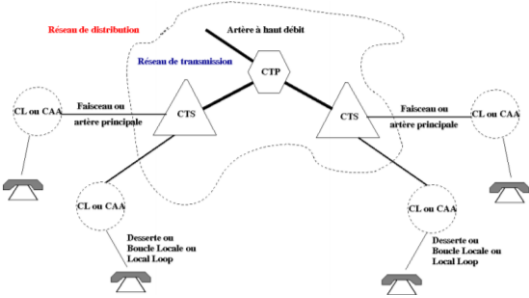 Réseau de distribution
Artère à haut débit
Réseau de transmission
CTP
CL ou CAA
Faisceau ou
artère principale
CTS
CTS
Faisceau ou
artère principale
CL ou CAA
CL ou CAA
CL ou CAA
Desserte ou
Boucle Locale ou
Local Loop
Desserte ou
Boucle Locale ou
Local Loop